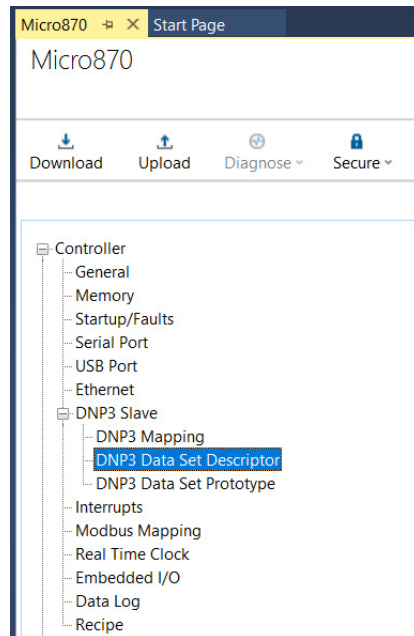 Micro870 Start Page
Micro870
Download Upload Diagnose Secure
Controller
General
Memory
Startup/Faults
Serial Port
USB Port
Ethernet
DNP3 Slave
DNP3 Mapping
DNP3 Data Set Descriptor
DNP3 Data Set Prototype
Interrupts
Modbus Mapping
Real Time Clock
Embedded I/O
Data Log
Recipe